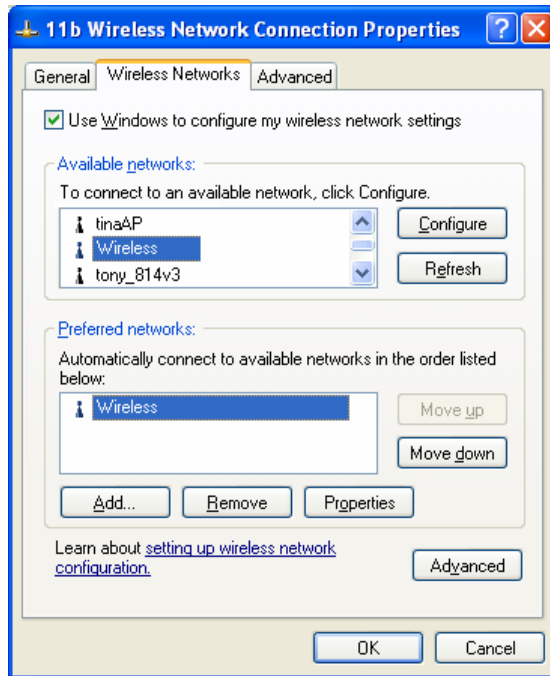 11b Wireless Network Connection Properties
General Wireless Networks Advanced
Use Windows to configure my wireless network settings
Available networks:
To connect to an available network, click Configure.
tinaAP
Wireless
tony_814v3
Configure
Refresh
Preferred networks:
Automatically connect to available networks in the order listed
below:
Wireless
Move up
Move down
Add... Remove Properties
Learn about setting up wireless network
configuration.
Advanced
OK Cancel